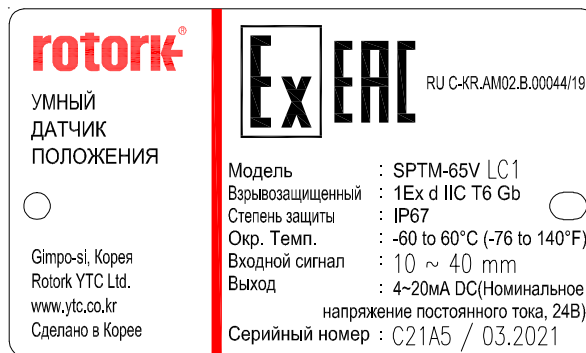 rotork®
УМНЫЙ
ДАТЧИК
ПОЛОЖЕНИЯ
Gimpo-si, Корея
Rotork YTC Ltd.
www.ytc.co.kr
Сделано в Корее
Ex EAC RU C-KR.AM02.B.00044/19
Модель : SPTM-65V LC1
Взрывозащищенный : 1Ex d IIC T6 Gb
Степень защиты : IP67
Окр. Темп. : -60 to 60°C (-76 to 140°F)
Входной сигнал : 10 ~ 40 mm
Выход : 4~20mA DC(Номинальное
напряжение постоянного тока, 24В)
Серийный номер : C21A5 / 03.2021